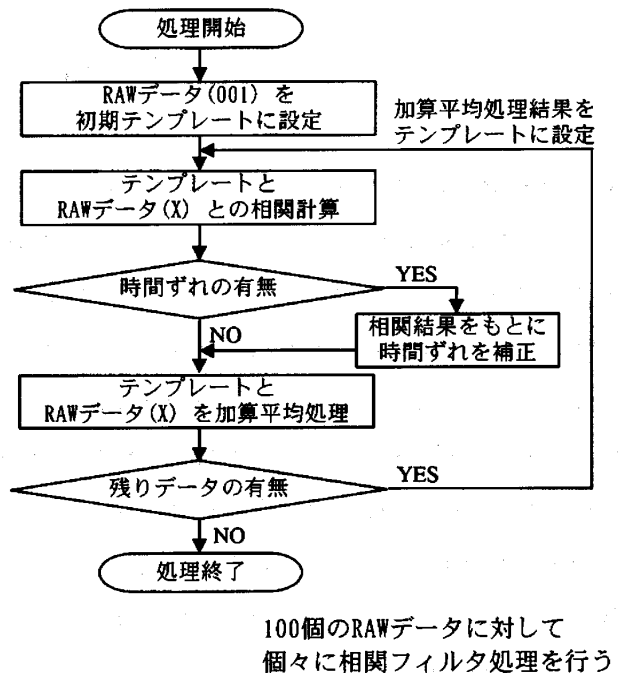 処理開始
RAWデータ(001) を
初期テンプレートに設定
加算平均処理結果を
テンプレートに設定
テンプレートと
RAWデータ(X) との相関計算
時間ずれの有無
YES
相関結果をもとに
時間ずれを補正
NO
テンプレートと
RAWデータ(X) を加算平均処理
残りデータの有無
YES
NO
処理終了
100個のRAWデータに対して
個々に相関フィルタ処理を行う